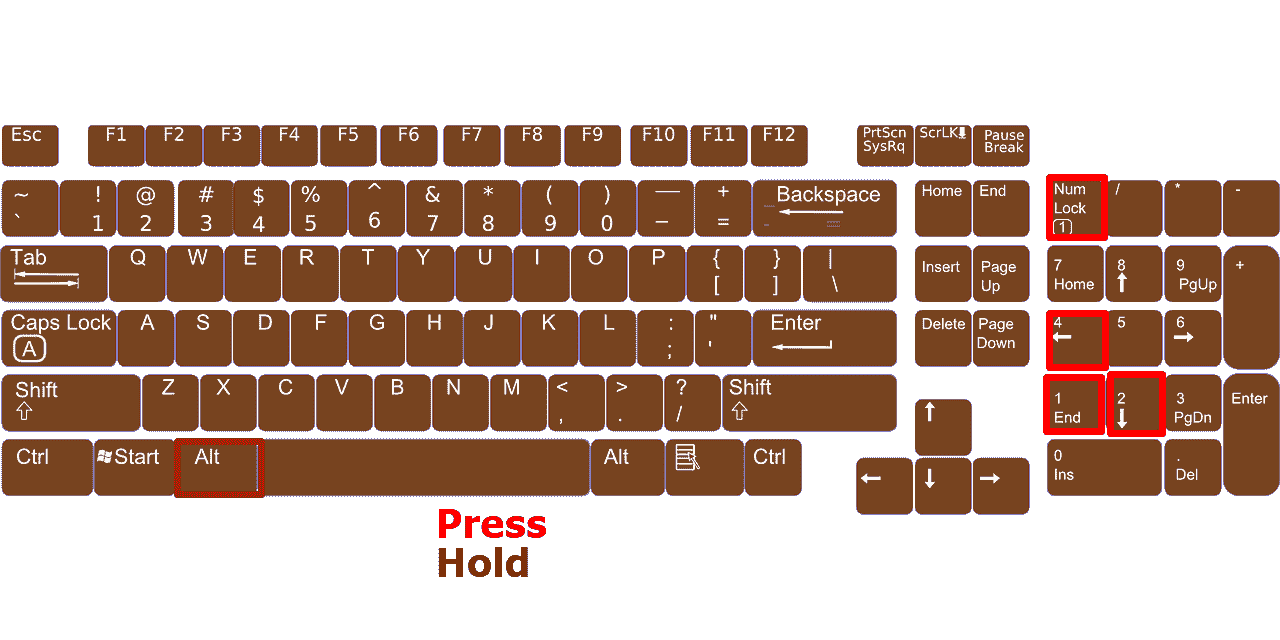 Esc F1 F2 F3 F4 F5 F6 F7 F8 F9 F10 F11 F12 PrtScn ScrLK Pause
SysRq Break
~ ! @ # $ % ^ & * ( ) — + Backspace Home End Num / * -
` 1 2 3 4 5 6 7 8 9 0 – = Lock
1
Tab Q W E R T Y U I O P { } | Insert Page 7 8 9 +
[ ] \ Up Home PgUp
Caps Lock A S D F G H J K L : " Enter Delete Page 4 5 6
A ; ' Down
Shift Z X C V B N M < > ? Shift 1 2 3 Enter
, . / End PgDn
Ctrl Start Alt Alt Ctrl 0 .
Ins Del
Press
Hold